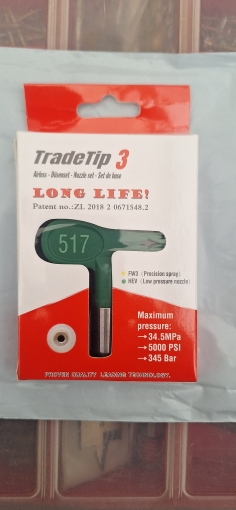 TradeTip 3
Airless - Düsenset - Nozzle set - Set de buse
LONG LIFE!
Patent no.:ZL 2018 2 0671548.2
517
FW3 (Precision spray)
HEV (Low pressure nozzle)
Maximum
pressure:
→34.5MPa
→5000 PSI
→345 Bar
PROVEN QUALITY LEADING TECHNOLOGY.